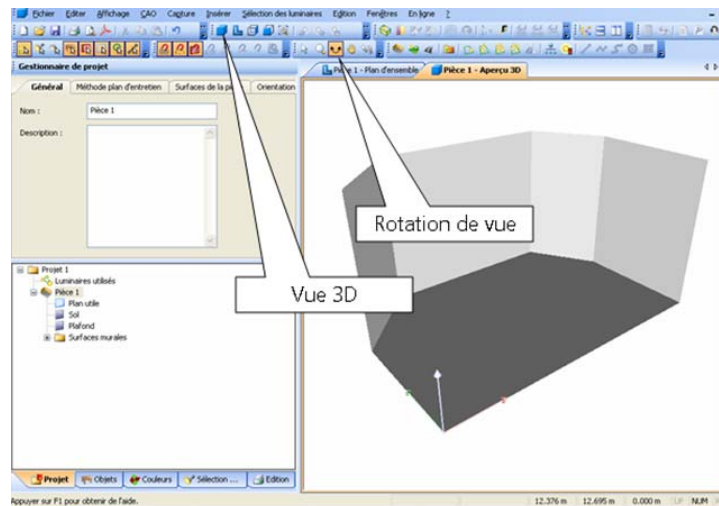 Fichier Editer Affichage CAO Capture Insérer Sélection des luminaires Edition Fenêtres En ligne ?
Gestionnaire de projet
Pièce 1 - Plan d'ensemble Pièce 1 - Aperçu 3D
Général Méthode plan d'entretien Surfaces de la Orientation
Nom : Pièce 1
Description :
Rotation de vue
Vue 3D
Projet 1
Luminaires utilisés
Pièce 1
Plan utile
Sol
Plafond
Surfaces murales
Projet Objets Couleurs Sélection ... Edition
Appuyer sur F1 pour obtenir de l'aide.
12.376 m 12.695 m 0.000 m UF NUM